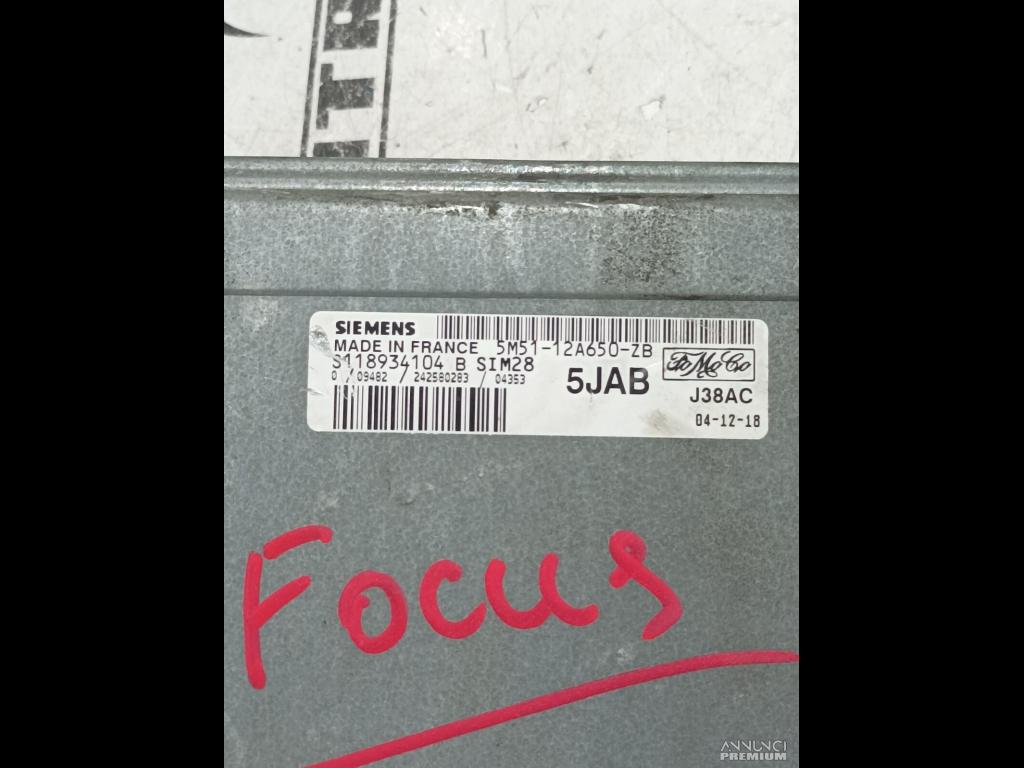 ITR
SIEMENS
MADE IN FRANCE 5M51-12A650-ZB
S118934104 B SIM28
0 / 09482 / 242580283 / 04353
5JAB
FoMoCo
J38AC
04-12-18
Focus
ANNUNCI
PREMIUM